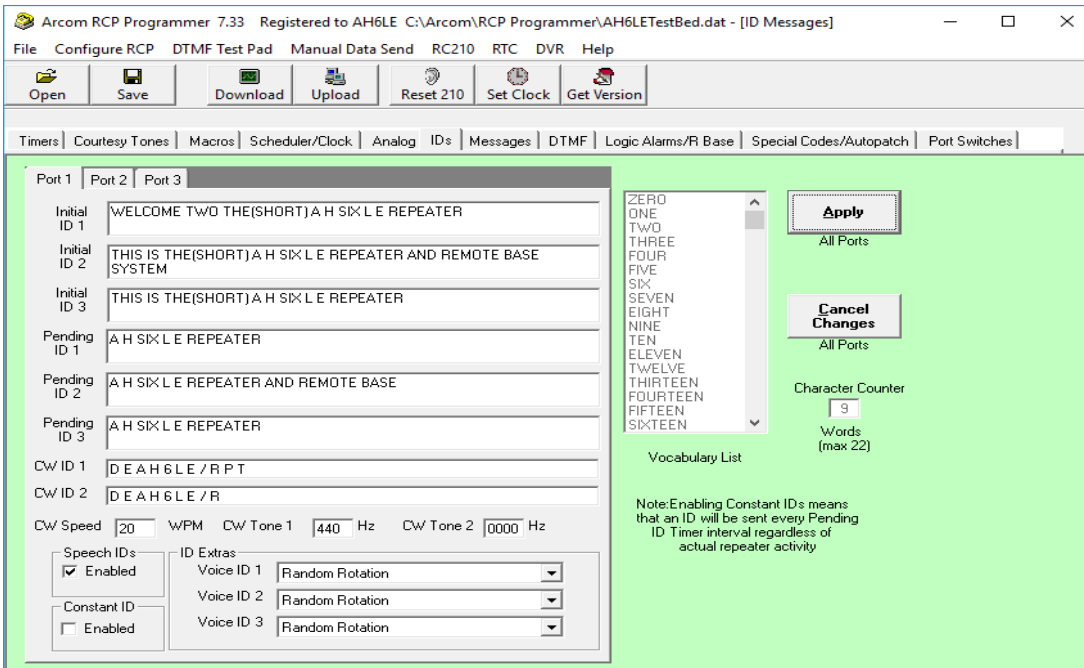 Arcom RCP Programmer 7.33 Registered to AH6LE C:\Arcom\RCP Programmer\AH6LETestBed.dat - [ID Messages]
File Configure RCP DTMF Test Pad Manual Data Send RC210 RTC DVR Help
Open Save Download Upload Reset 210 Set Clock Get Version
Timers Courtesy Tones Macros Scheduler/Clock Analog IDs Messages DTMF Logic Alarms/R Base Special Codes/Autopatch Port Switches
Port 1 Port 2 Port 3
Initial
ID 1
WELCOME TWO THE(SHORT) A H SIX L E REPEATER
Initial
ID 2
THIS IS THE(SHORT) A H SIX L E REPEATER AND REMOTE BASE
SYSTEM
Initial
ID 3
THIS IS THE(SHORT) A H SIX L E REPEATER
Pending
ID 1
A H SIX L E REPEATER
Pending
ID 2
A H SIX L E REPEATER AND REMOTE BASE
Pending
ID 3
A H SIX L E REPEATER
CW ID 1 D E A H 6 L E / R P T
CW ID 2 D E A H 6 L E / R
CW Speed 20 WPM CW Tone 1 440 Hz CW Tone 2 0000 Hz
Speech IDs
Enabled
Constant ID
Enabled
ID Extras
Voice ID 1 Random Rotation
Voice ID 2 Random Rotation
Voice ID 3 Random Rotation
ZERO
ONE
TWO
THREE
FOUR
FIVE
SIX
SEVEN
EIGHT
NINE
TEN
ELEVEN
TWELVE
THIRTEEN
FOURTEEN
FIFTEEN
SIXTEEN
Vocabulary List
Apply
All Ports
Cancel
Changes
All Ports
Character Counter
9
Words
(max 22)
Note:Enabling Constant IDs means
that an ID will be sent every Pending
ID Timer interval regardless of
actual repeater activity